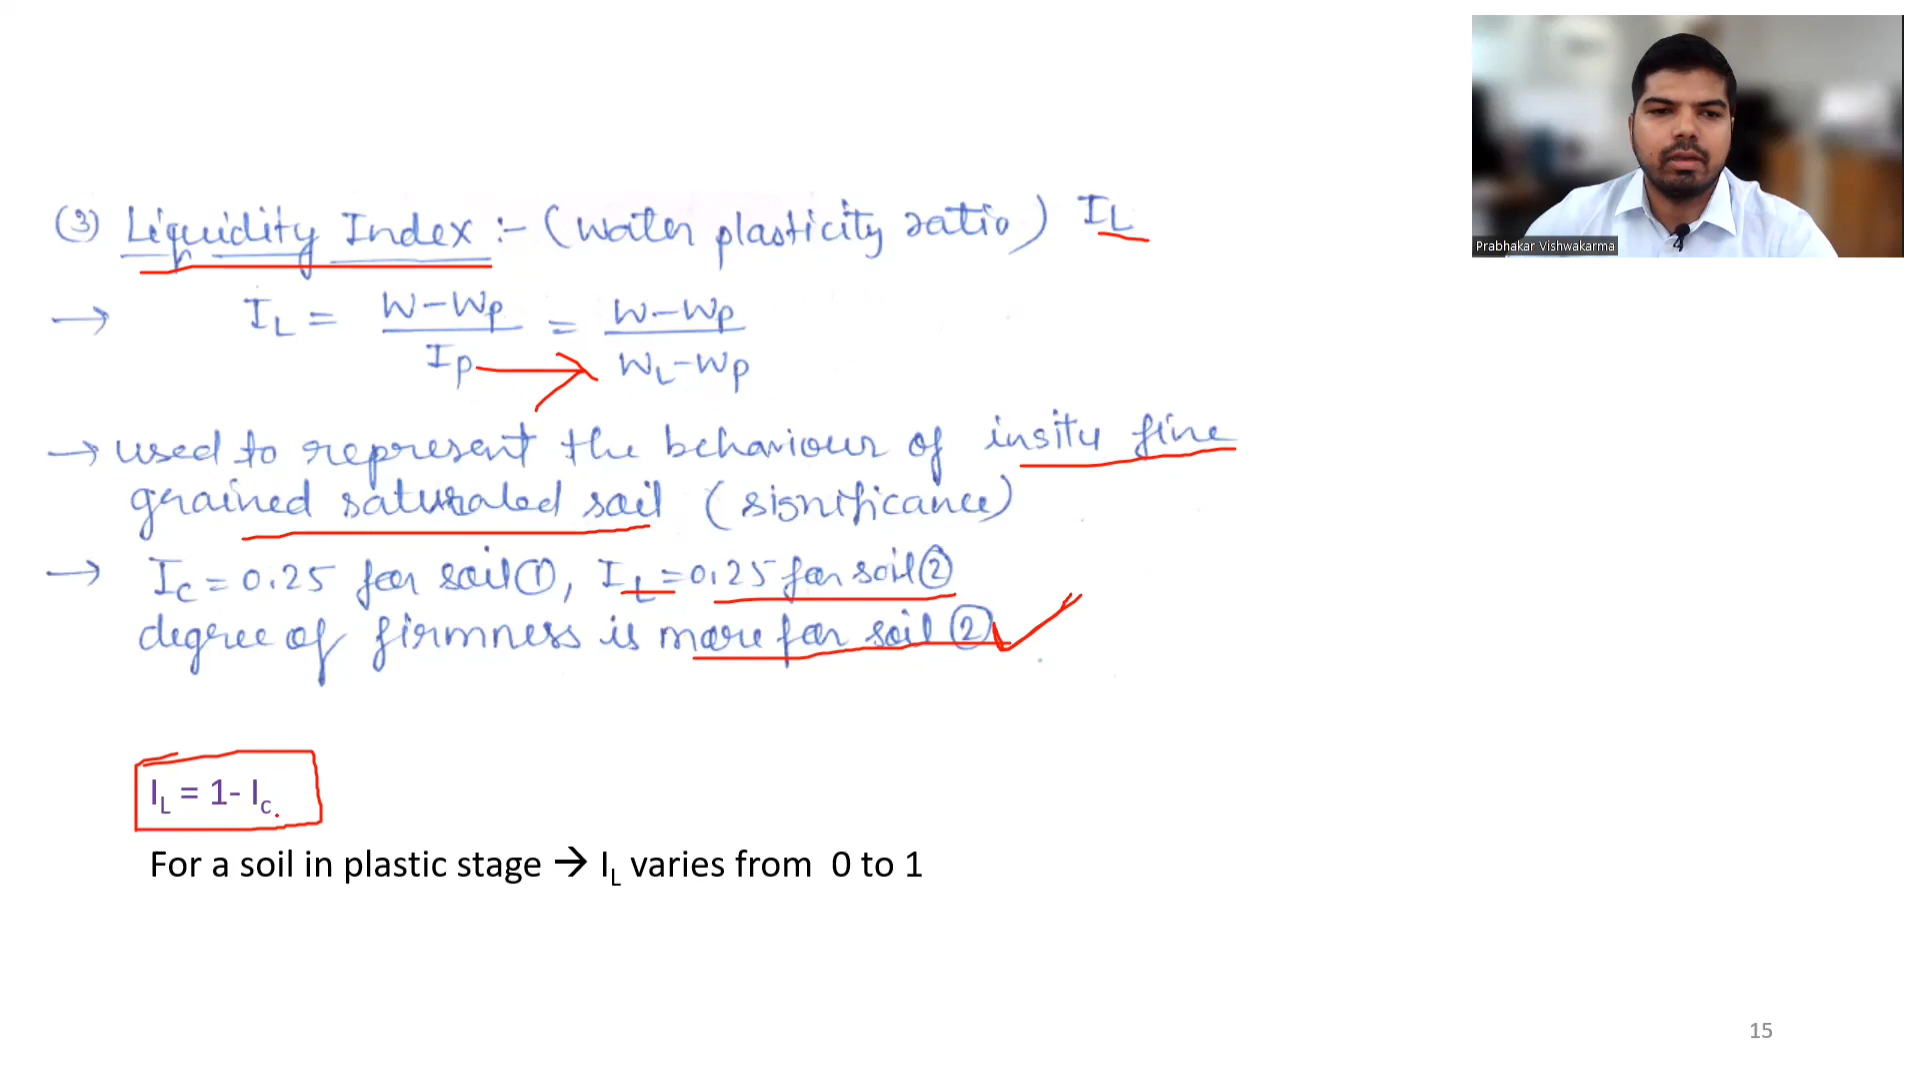 (3) Liquidity Index :- (water plasticity ratio) IL
→ IL = W-Wp / Ip = W-Wp / WL-Wp
→ used to represent the behaviour of insitu fine
grained saturated soil (significance)
→ Ic = 0.25 for soil ①, IL = 0.25 for soil ②
degree of firmness is more for soil ②
IL = 1- Ic.
For a soil in plastic stage → IL varies from 0 to 1
Prabhakar Vishwakarma
15